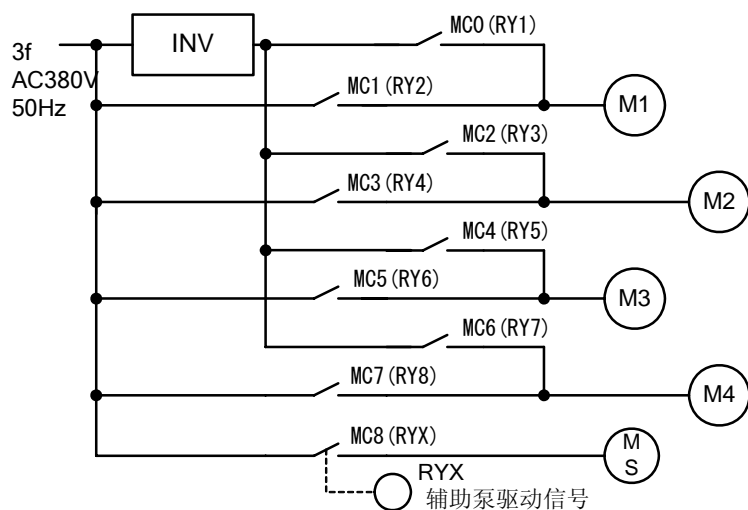 MC0(RY1)
INV
3f
AC380V
50Hz
MC1(RY2)
M1
MC2(RY3)
MC3(RY4)
M2
MC4(RY5)
MC5(RY6)
M3
MC6(RY7)
MC7(RY8)
M4
MC8(RYX)
M
S
RYX
辅助泵驱动信号